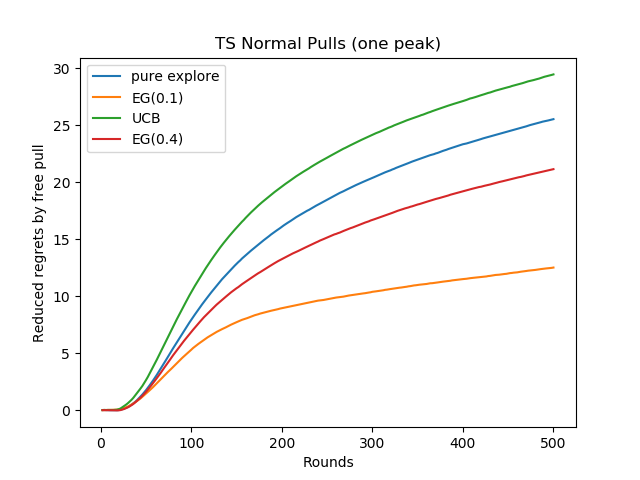 TS Normal Pulls (one peak)
pure explore
EG(0.1)
UCB
EG(0.4)
Reduced regrets by free pull
30
25
20
15
10
5
0
0 100 200 300 400 500
Rounds